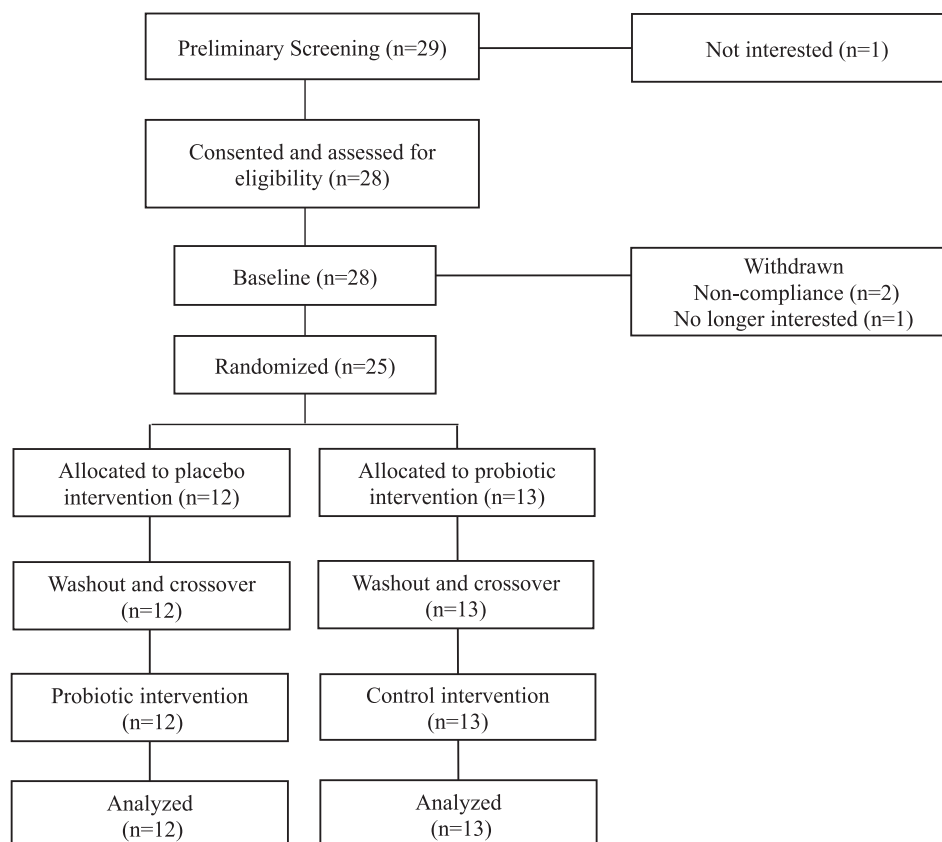 Preliminary Screening (n=29)
Not interested (n=1)
Consented and assessed for
eligibility (n=28)
Baseline (n=28)
Withdrawn
Non-compliance (n=2)
No longer interested (n=1)
Randomized (n=25)
Allocated to placebo
intervention (n=12)
Allocated to probiotic
intervention (n=13)
Washout and crossover
(n=12)
Washout and crossover
(n=13)
Probiotic intervention
(n=12)
Control intervention
(n=13)
Analyzed
(n=12)
Analyzed
(n=13)